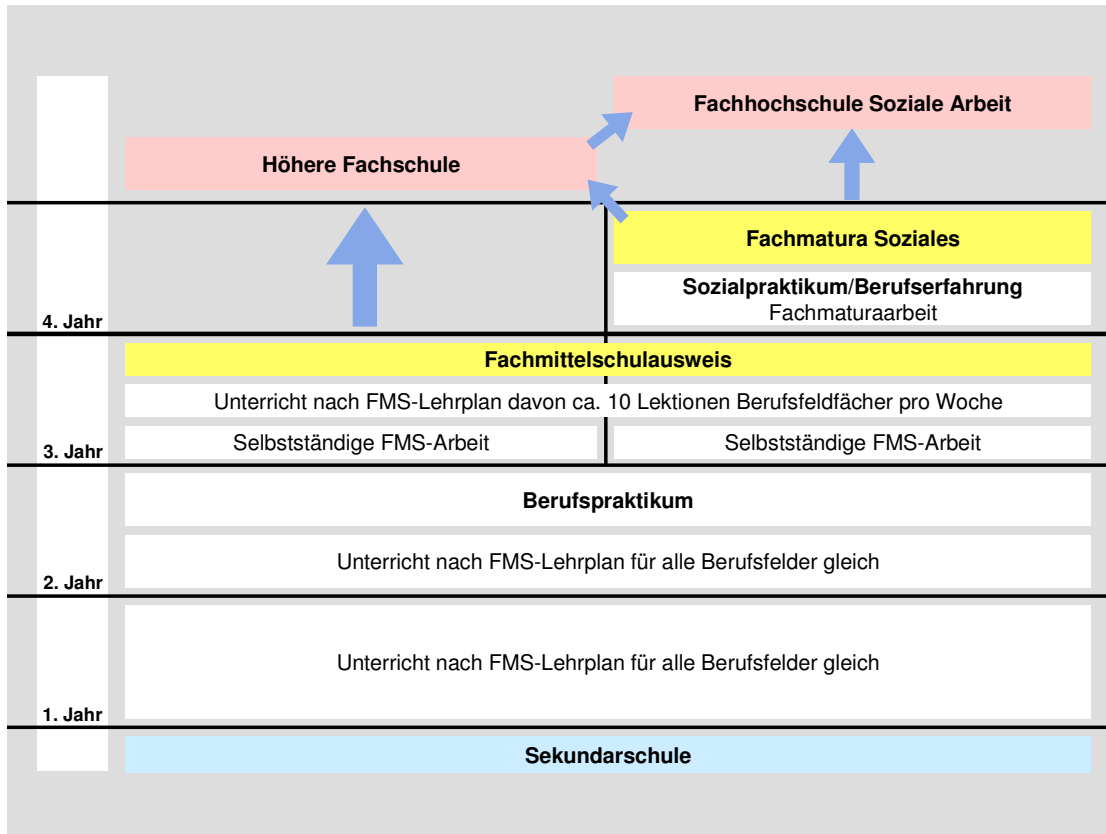 Fachhochschule Soziale Arbeit
Höhere Fachschule
Fachmatura Soziales
Sozialpraktikum/Berufserfahrung
Fachmaturaarbeit
4. Jahr
Fachmittelschulausweis
Unterricht nach FMS-Lehrplan davon ca. 10 Lektionen Berufsfeldfächer pro Woche
Selbstständige FMS-Arbeit
Selbstständige FMS-Arbeit
3. Jahr
Berufspraktikum
Unterricht nach FMS-Lehrplan für alle Berufsfelder gleich
2. Jahr
Unterricht nach FMS-Lehrplan für alle Berufsfelder gleich
1. Jahr
Sekundarschule